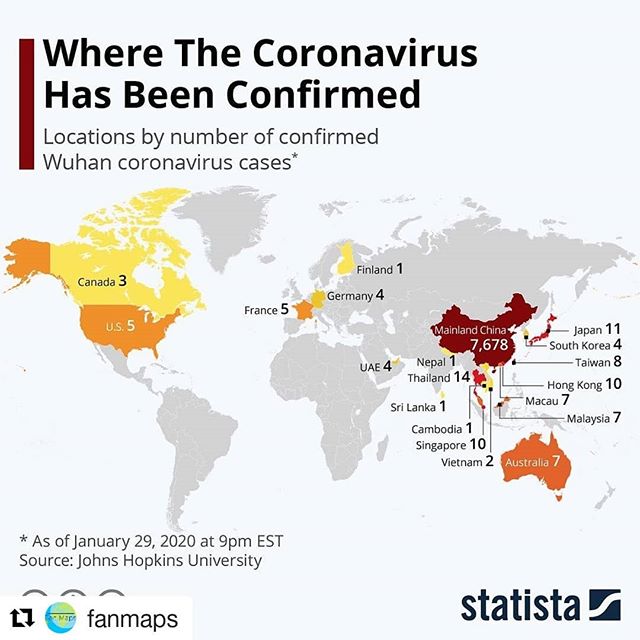 Where The Coronavirus
Has Been Confirmed
Locations by number of confirmed
Wuhan coronavirus cases*
Canada 3
U.S. 5
Finland 1
Germany 4
France 5
Mainland China
7,678
Japan 11
South Korea 4
UAE 4
Nepal 1
Taiwan 8
Thailand 14
Hong Kong 10
Macau 7
Sri Lanka 1
Malaysia 7
Cambodia 1
Singapore 10
Vietnam 2
Australia 7
* As of January 29, 2020 at 9pm EST
Source: Johns Hopkins University
Fan Maps
fanmaps
statista